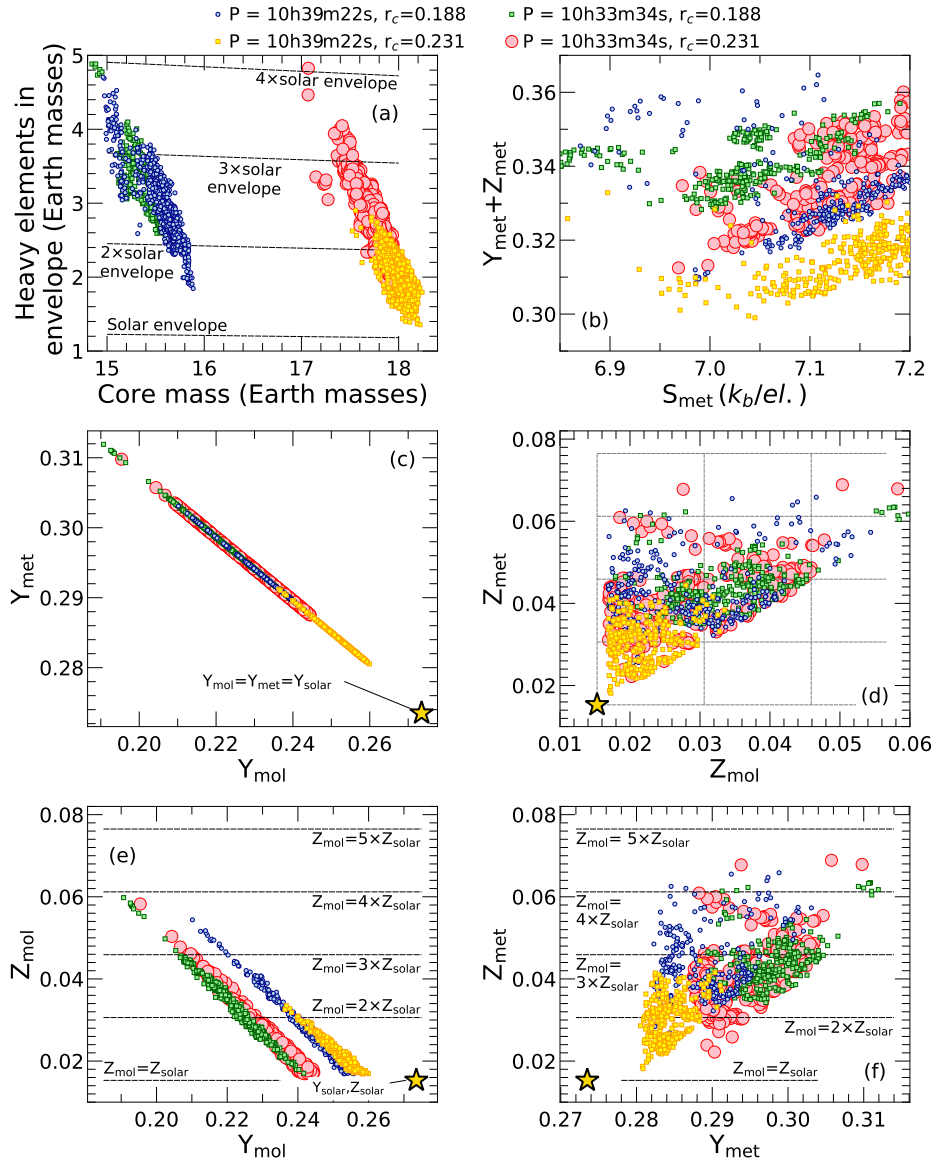 P = 10h39m22s, r_c=0.188
P = 10h33m34s, r_c=0.188
P = 10h39m22s, r_c=0.231
P = 10h33m34s, r_c=0.231
Heavy elements in
envelope (Earth masses)
5
4
3
2
1
4×solar envelope
(a)
3×solar
envelope
2×solar
envelope
Solar envelope
15 16 17 18
Core mass (Earth masses)
Y_met+Z_met
0.36
0.34
0.32
0.30
(b)
6.9 7.0 7.1 7.2
S_met (k_b/el.)
Y_met
0.31
0.30
0.29
0.28
(c)
Y_mol=Y_met=Y_solar
0.20 0.22 0.24 0.26
Y_mol
Z_met
0.08
0.06
0.04
0.02
(d)
0.01 0.02 0.03 0.04 0.05 0.06
Z_mol
Z_mol
0.08
0.06
0.04
0.02
(e)
Z_mol=5×Z_solar
Z_mol=4×Z_solar
Z_mol=3×Z_solar
Z_mol=2×Z_solar
Z_mol=Z_solar
Y_solar,Z_solar
0.20 0.22 0.24 0.26
Y_mol
Z_met
0.08
0.06
0.04
0.02
Z_mol= 5×Z_solar
Z_mol=
4×Z_solar
Z_mol=
3×Z_solar
Z_mol=2×Z_solar
Z_mol=Z_solar
(f)
0.27 0.28 0.29 0.30 0.31
Y_met